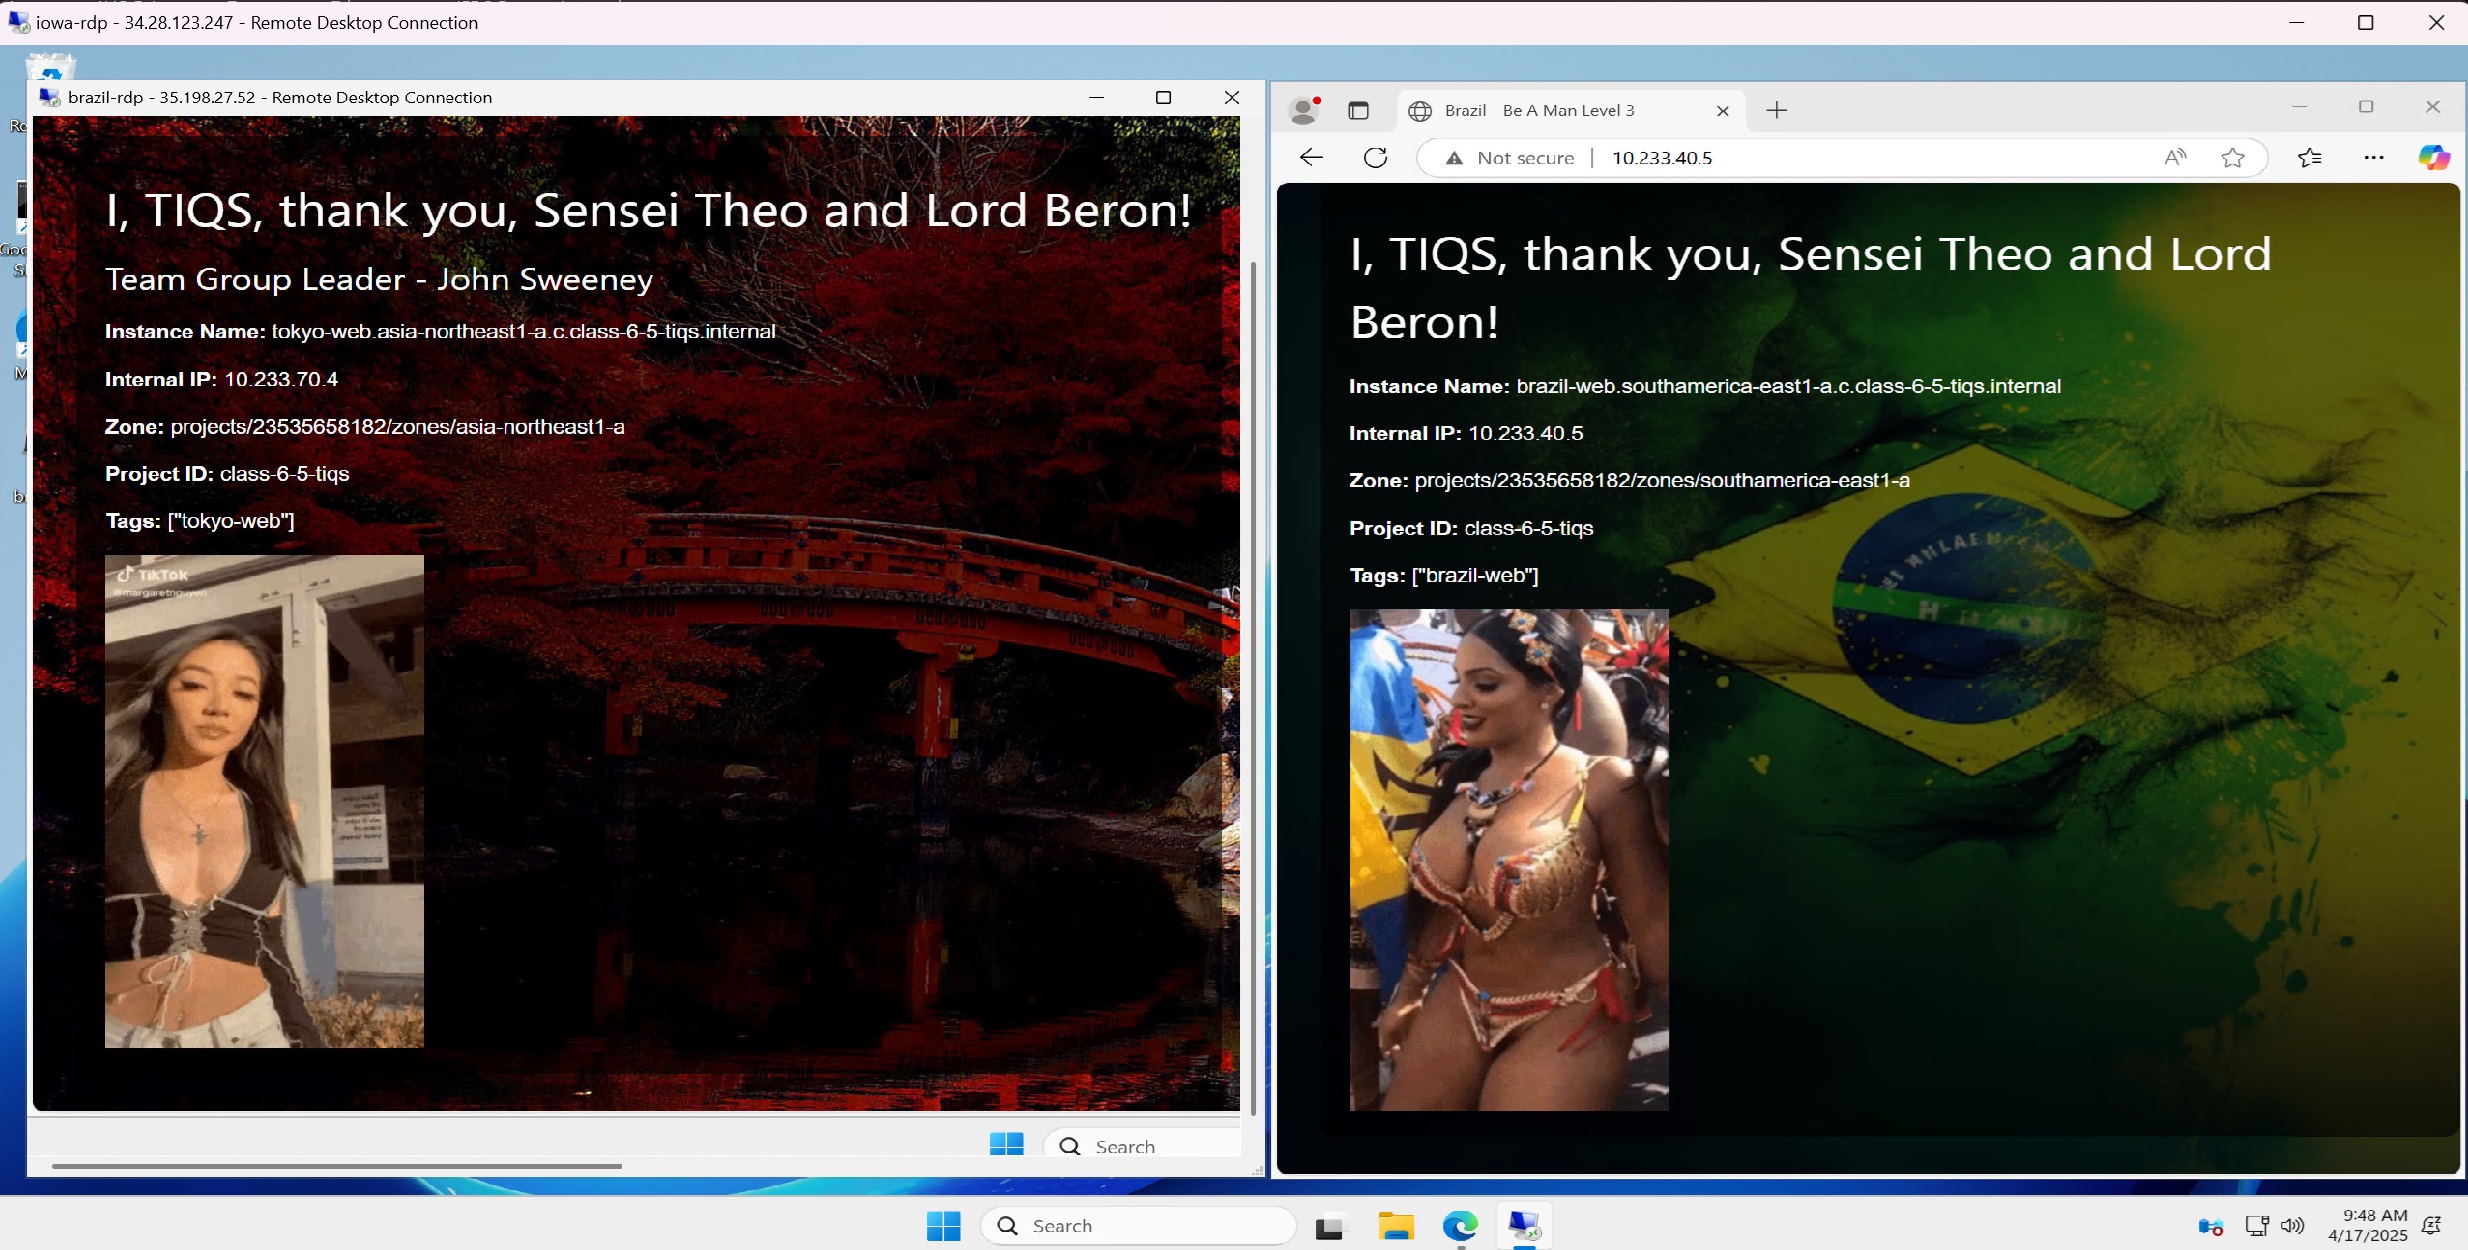 iowa-rdp - 34.28.123.247 - Remote Desktop Connection
brazil-rdp - 35.198.27.52 - Remote Desktop Connection
I, TIQS, thank you, Sensei Theo and Lord Beron!
Team Group Leader - John Sweeney
Instance Name: tokyo-web.asia-northeast1-a.c.class-6-5-tiqs.internal
Internal IP: 10.233.70.4
Zone: projects/23535658182/zones/asia-northeast1-a
Project ID: class-6-5-tiqs
Tags: ["tokyo-web"]
TikTok
@margaretnguyen
Search
Brazil Be A Man Level 3
Not secure | 10.233.40.5
I, TIQS, thank you, Sensei Theo and Lord
Beron!
Instance Name: brazil-web.southamerica-east1-a.c.class-6-5-tiqs.internal
Internal IP: 10.233.40.5
Zone: projects/23535658182/zones/southamerica-east1-a
Project ID: class-6-5-tiqs
Tags: ["brazil-web"]
Search
9:48 AM
4/17/2025